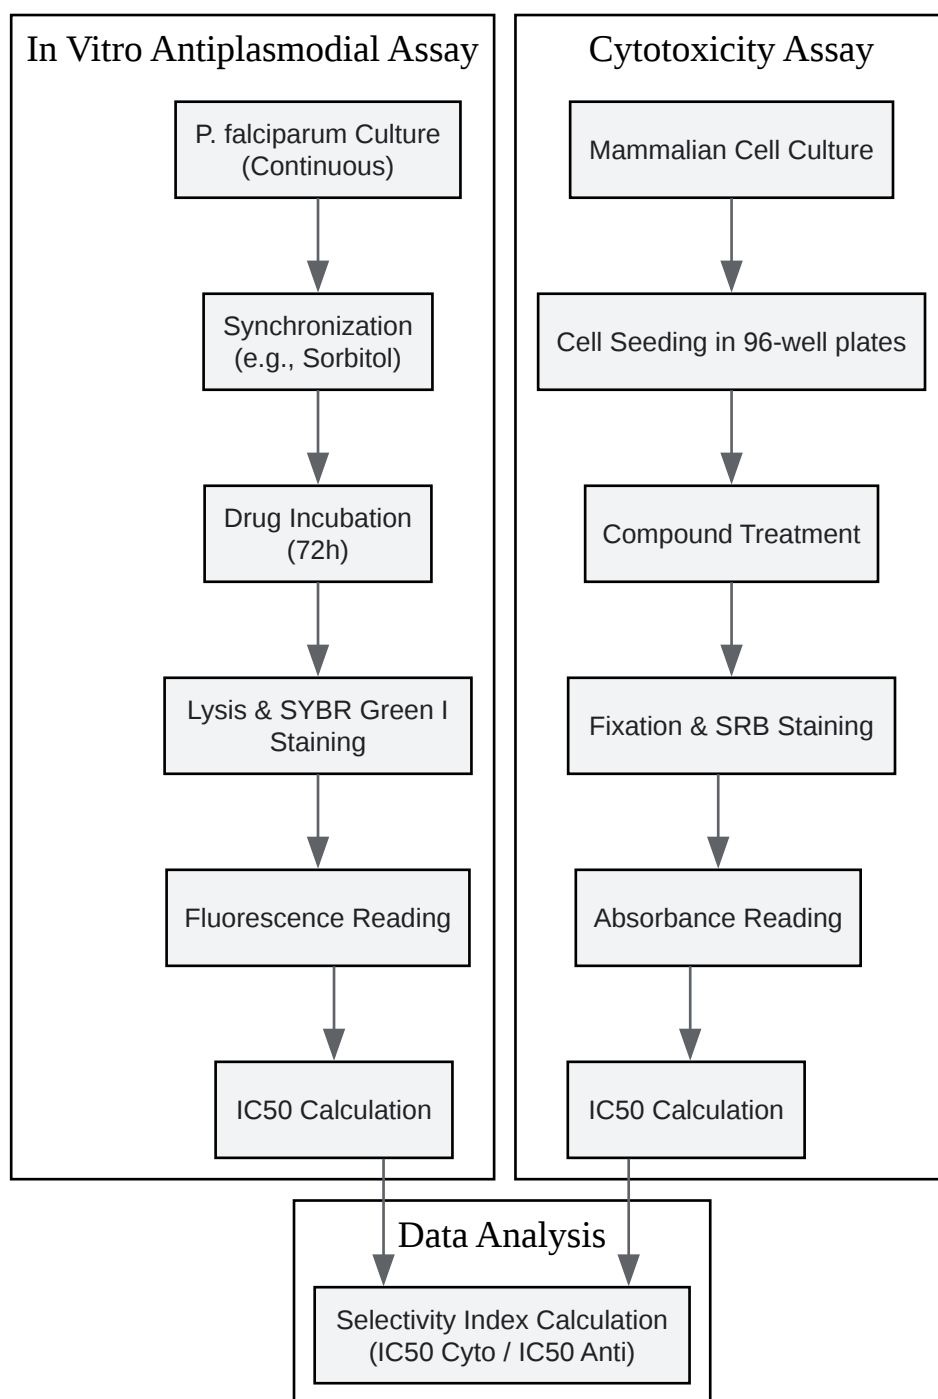 In Vitro Antiplasmodial Assay
P. falciparum Culture
(Continuous)
Synchronization
(e.g., Sorbitol)
Drug Incubation
(72h)
Lysis & SYBR Green I
Staining
Fluorescence Reading
IC50 Calculation
Cytotoxicity Assay
Mammalian Cell Culture
Cell Seeding in 96-well plates
Compound Treatment
Fixation & SRB Staining
Absorbance Reading
IC50 Calculation
Data Analysis
Selectivity Index Calculation
(IC50 Cyto / IC50 Anti)